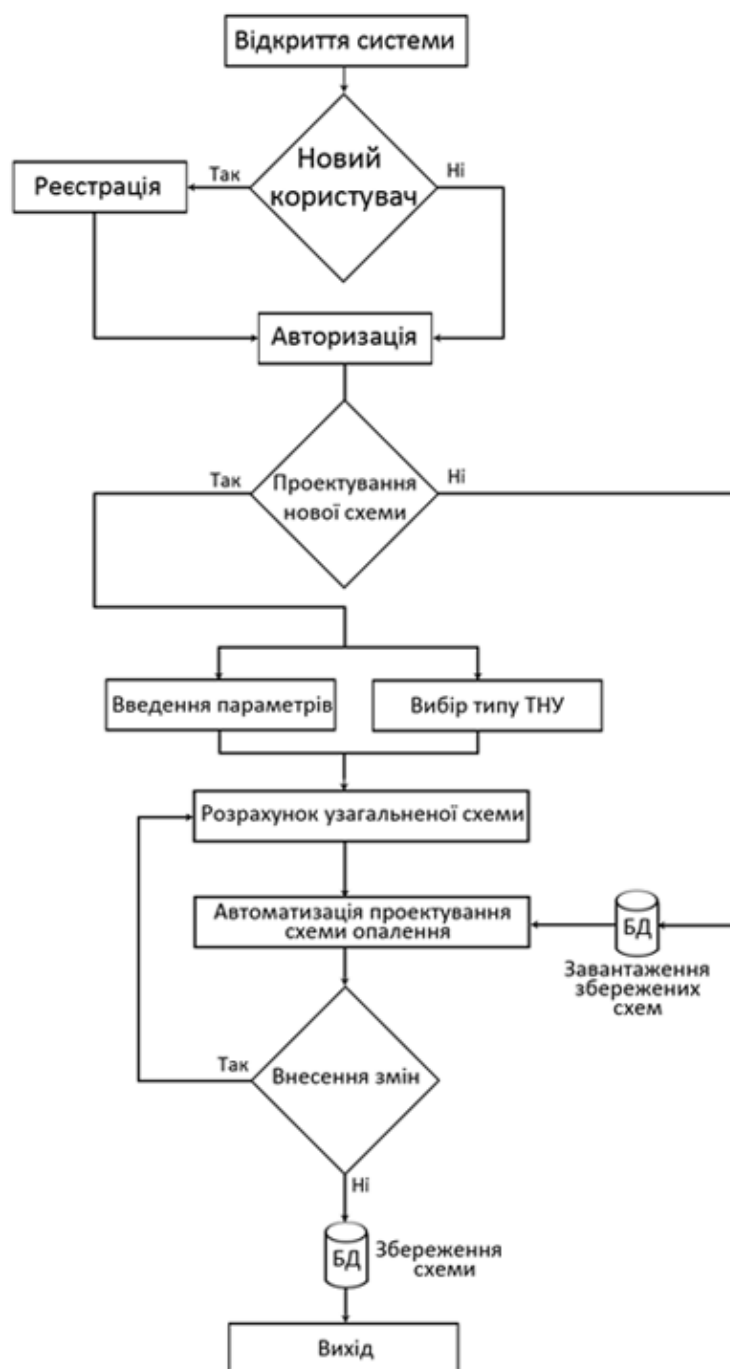 Відкриття системи
Новий
користувач
Так
Ні
Реєстрація
Авторизація
Так
Ні
Проектування
нової схеми
Введення параметрів
Вибір типу ТНУ
Розрахунок узагальненої схеми
Автоматизація проектування
схеми опалення
БД
Завантаження
збережених
схем
Так
Внесення змін
Ні
БД
Збереження
схеми
Вихід